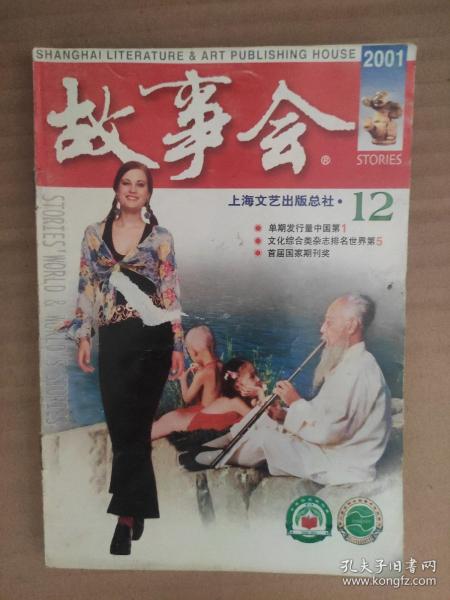 SHANGHAI LITERATURE & ART PUBLISHING HOUSE
2001
故事会
®
STORIES
上海文艺出版总社·12
单期发行量中国第1
文化综合类杂志排名世界第5
首届国家期刊奖
STORIES' WORLD &
孔夫子旧书网
www.kongfz.com